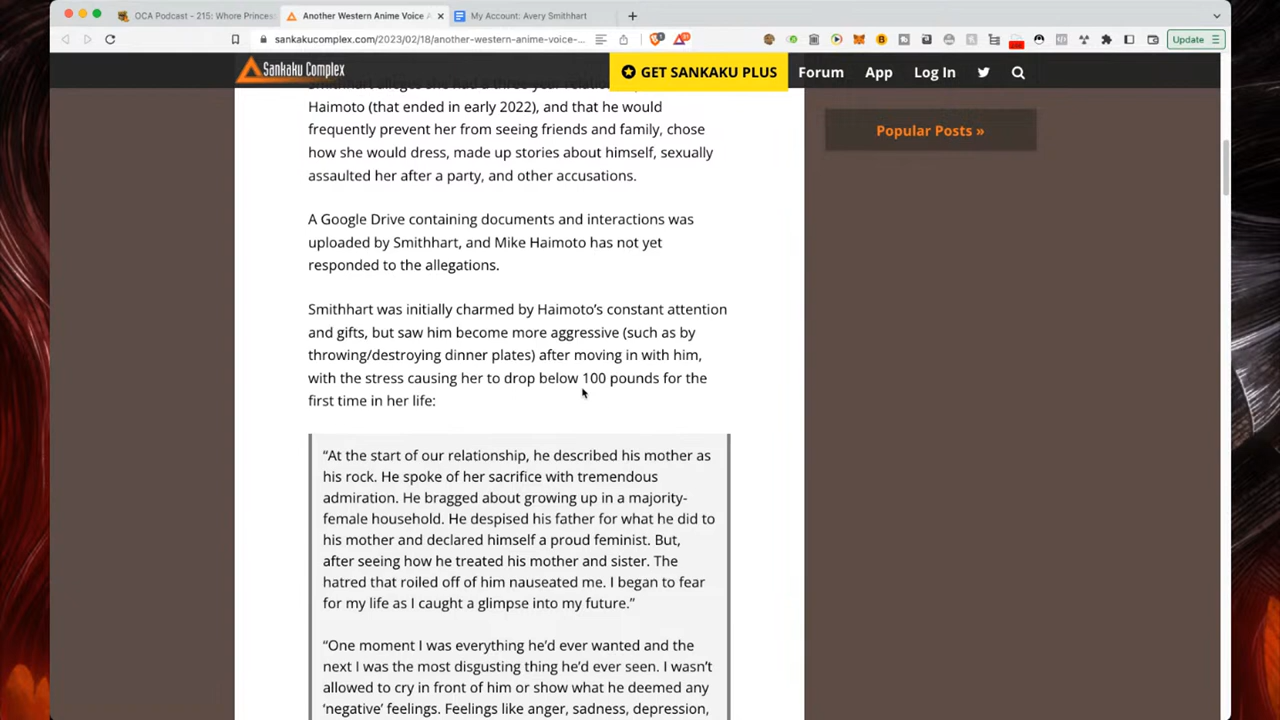 OCA Podcast - 215: Whore Princes
Another Western Anime Voice A
My Account: Avery Smithhart
sankakucomplex.com/2023/02/18/another-western-anime-voice-...
Update
Sankaku Complex
GET SANKAKU PLUS
Forum
App
Log In
Smithhart alleges she had a three year
Haimoto (that ended in early 2022), and that he would
frequently prevent her from seeing friends and family, chose
how she would dress, made up stories about himself, sexually
assaulted her after a party, and other accusations.
Popular Posts »
A Google Drive containing documents and interactions was
uploaded by Smithhart, and Mike Haimoto has not yet
responded to the allegations.
Smithhart was initially charmed by Haimoto’s constant attention
and gifts, but saw him become more aggressive (such as by
throwing/destroying dinner plates) after moving in with him,
with the stress causing her to drop below 100 pounds for the
first time in her life:
“At the start of our relationship, he described his mother as
his rock. He spoke of her sacrifice with tremendous
admiration. He bragged about growing up in a majority-
female household. He despised his father for what he did to
his mother and declared himself a proud feminist. But,
after seeing how he treated his mother and sister. The
hatred that roiled off of him nauseated me. I began to fear
for my life as I caught a glimpse into my future.”
“One moment I was everything he’d ever wanted and the
next I was the most disgusting thing he’d ever seen. I wasn’t
allowed to cry in front of him or show what he deemed any
‘negative’ feelings. Feelings like anger, sadness, depression,